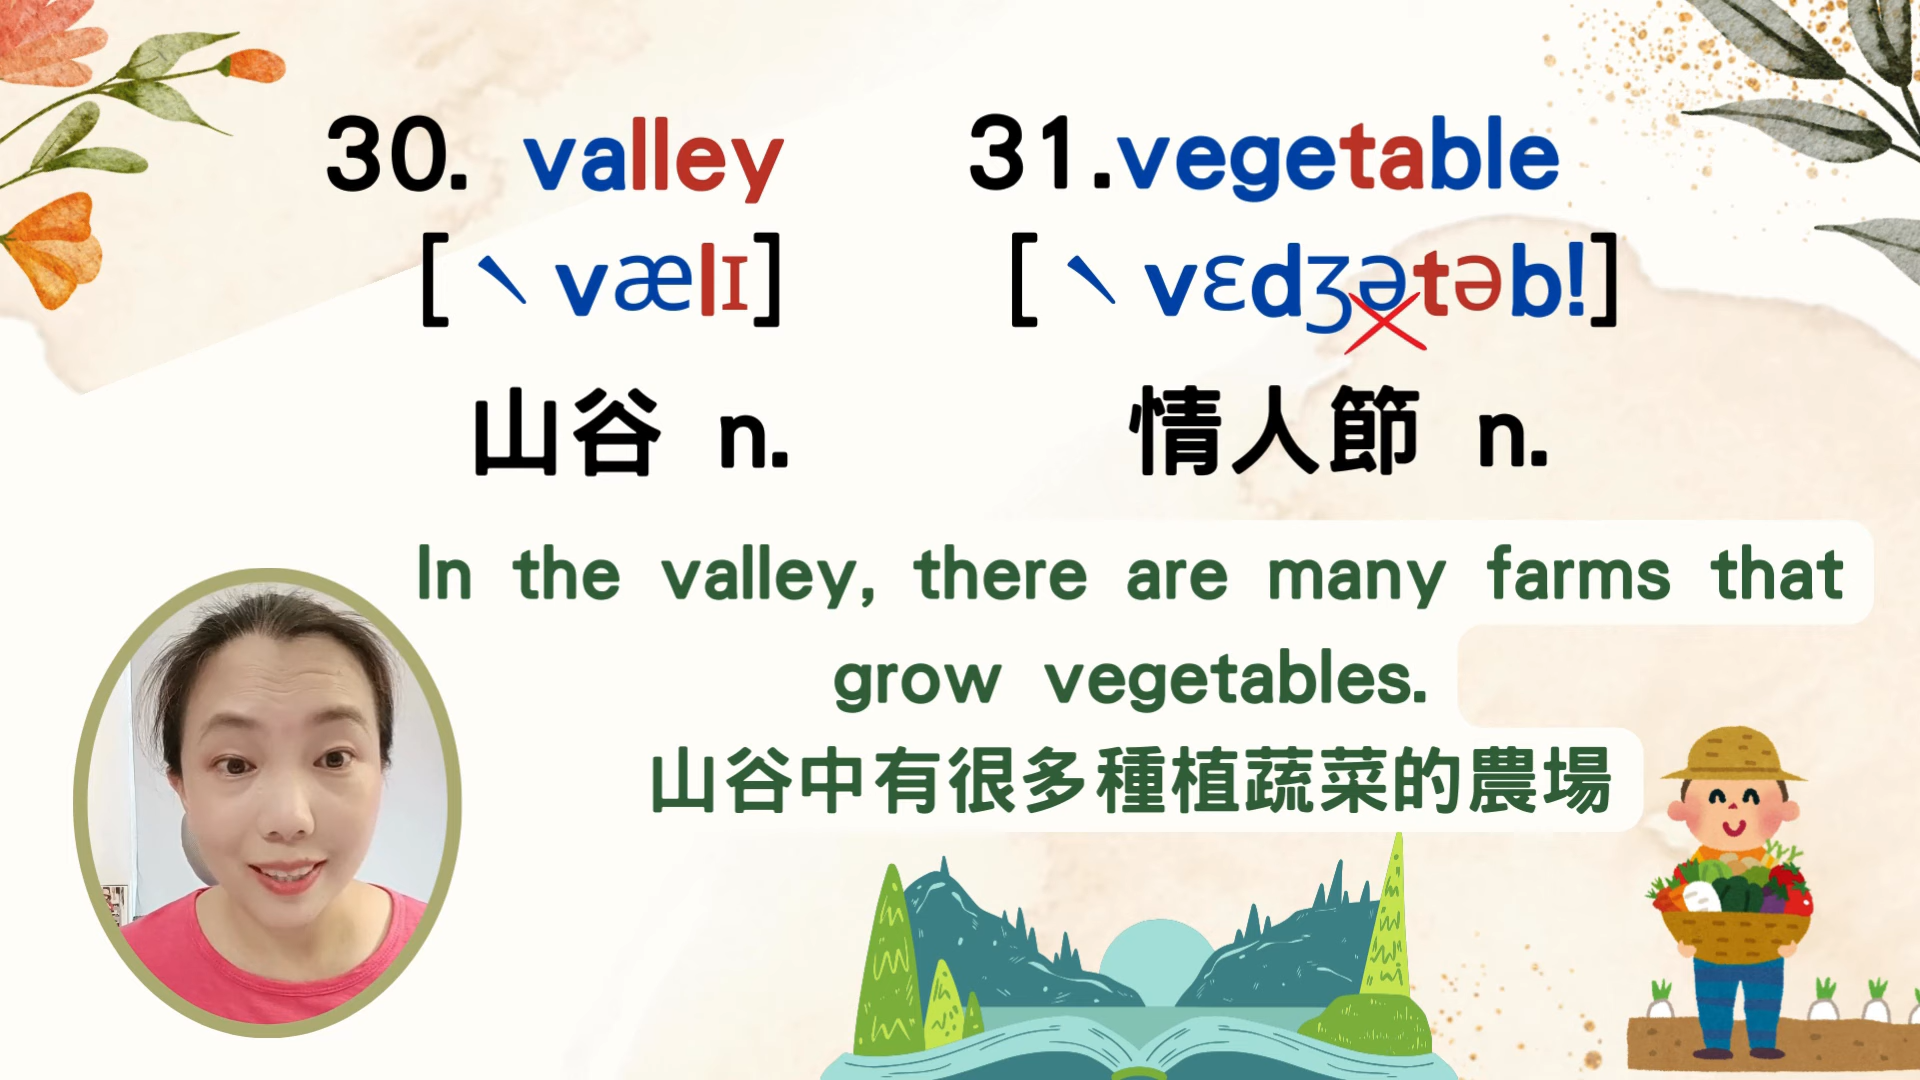 30. valley
[ˋvælɪ]
山谷 n.
31.vegetable
[ˋvɛdʒətəb!]
情人節 n.
In the valley, there are many farms that
grow vegetables.
山谷中有很多種植蔬菜的農場